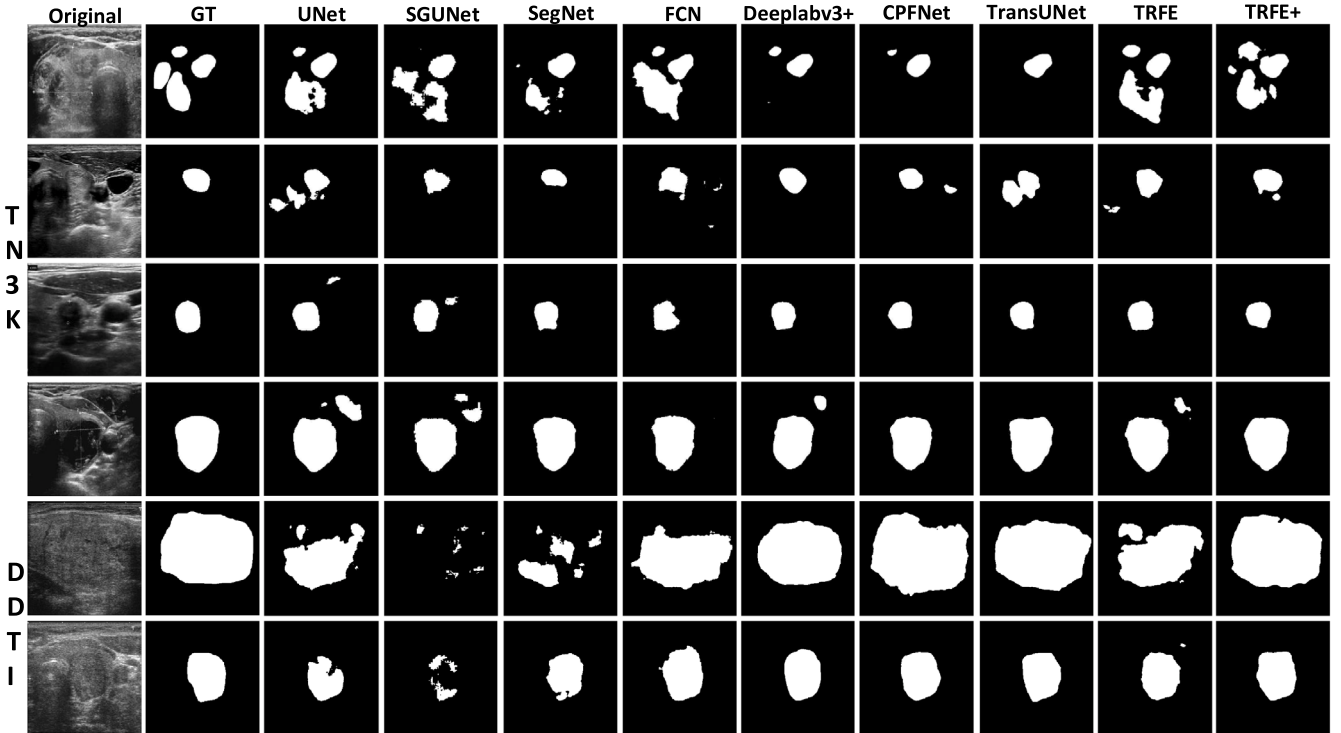 Original GT UNet SGUNet SegNet FCN Deeplabv3+ CPFNet TransUNet TRFE TRFE+
T
N
3
K
D
D
T
I